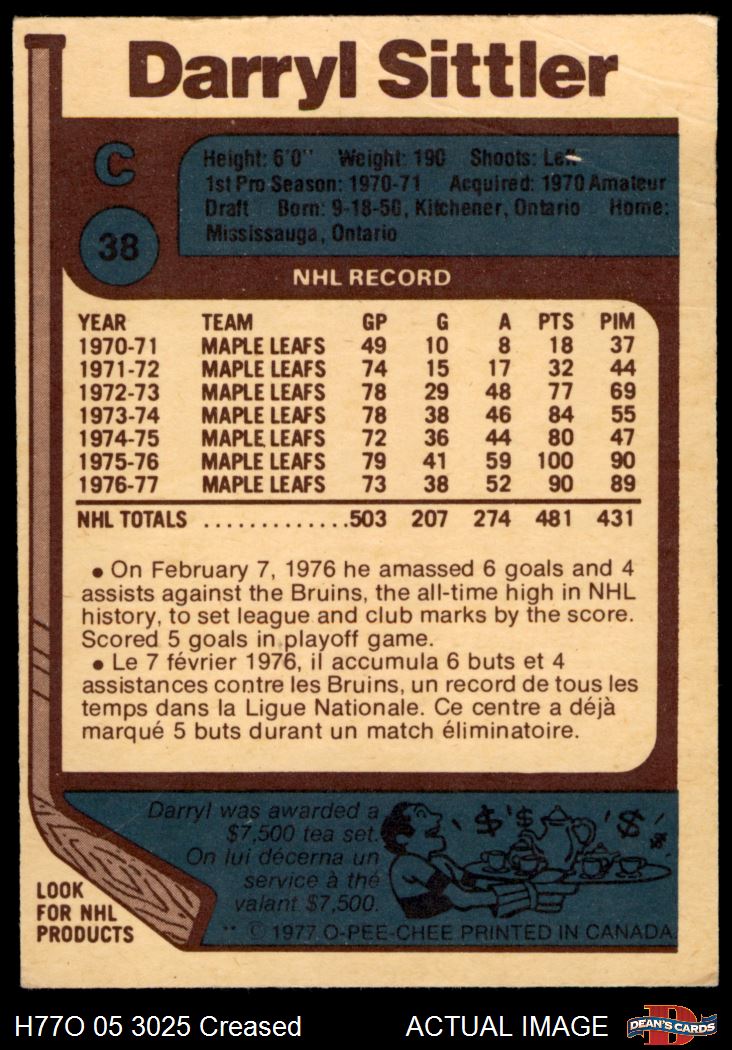 Darryl Sittler
C
Height: 6'0" Weight: 190 Shoots: Left
1st Pro Season: 1970-71 Acquired: 1970 Amateur
Draft Born: 9-18-50, Kitchener, Ontario Home:
Mississauga, Ontario
38
NHL RECORD
YEAR TEAM GP G A PTS PIM
1970-71 MAPLE LEAFS 49 10 8 18 37
1971-72 MAPLE LEAFS 74 15 17 32 44
1972-73 MAPLE LEAFS 78 29 48 77 69
1973-74 MAPLE LEAFS 78 38 46 84 55
1974-75 MAPLE LEAFS 72 36 44 80 47
1975-76 MAPLE LEAFS 79 41 59 100 90
1976-77 MAPLE LEAFS 73 38 52 90 89
NHL TOTALS .............503 207 274 481 431
● On February 7, 1976 he amassed 6 goals and 4
assists against the Bruins, the all-time high in NHL
history, to set league and club marks by the score.
Scored 5 goals in playoff game.
● Le 7 février 1976, il accumula 6 buts et 4
assistances contre les Bruins, un record de tous les
temps dans la Ligue Nationale. Ce centre a déjà
marqué 5 buts durant un match éliminatoire.
Darryl was awarded a
$7,500 tea set.
On lui décerna un
service à thé
valant $7,500.
$ $ $ $
LOOK
FOR NHL
PRODUCTS
** © 1977 O-PEE-CHEE PRINTED IN CANADA
H77O 05 3025 Creased ACTUAL IMAGE
D
DEAN'S CARDS